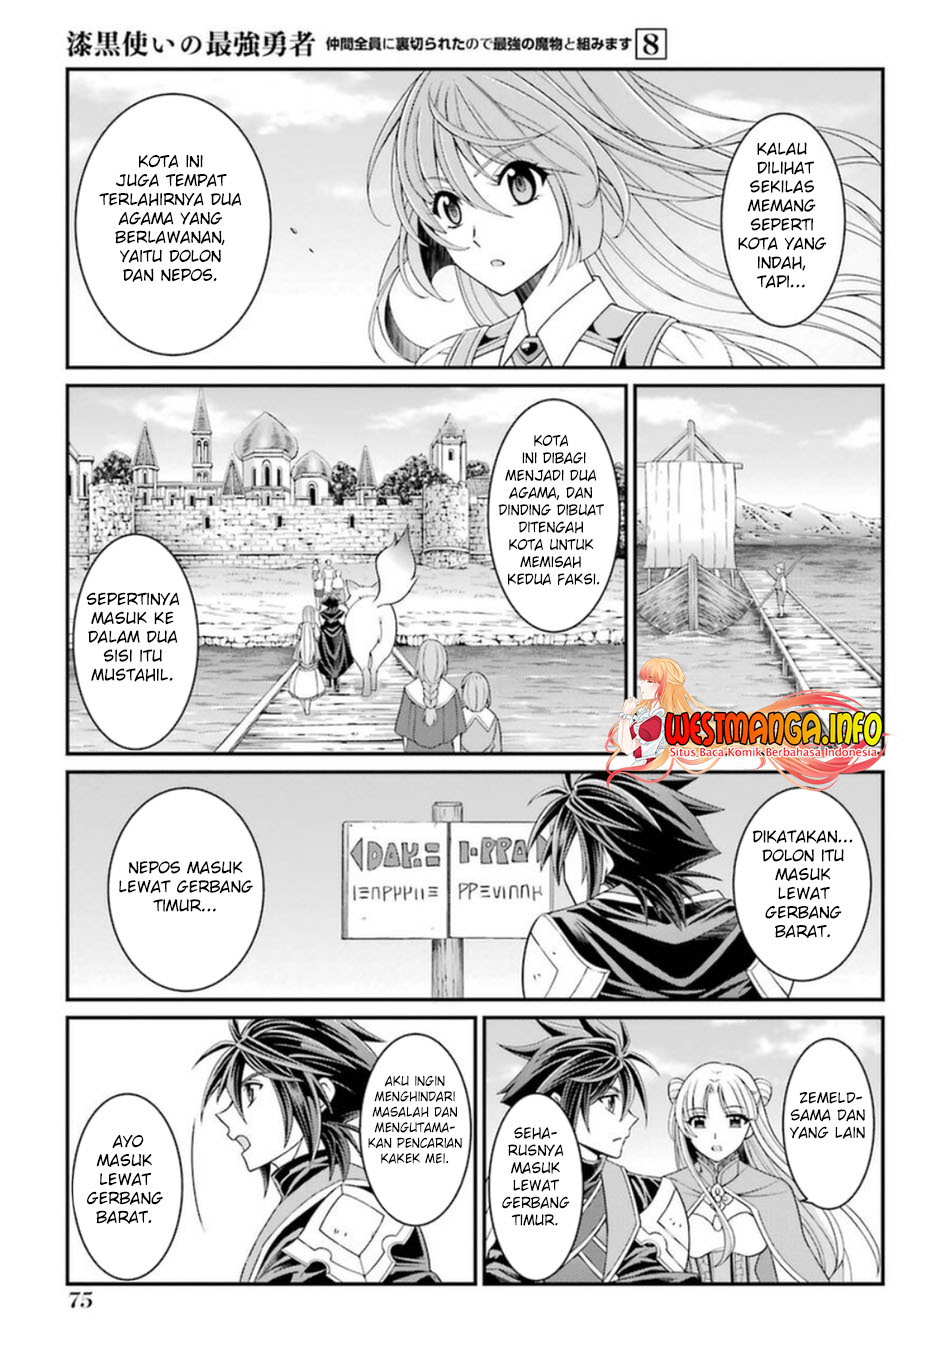 漆黒使いの最強勇者 仲間全員に裏切られたので最強の魔物と組みます 8
KALAU
DILIHAT
SEKILAS
MEMANG
SEPERTI
KOTA YANG
INDAH,
TAPI...
KOTA INI
JUGA TEMPAT
TERLAHIRNYA DUA
AGAMA YANG
BERLAWANAN,
YAITU DOLON
DAN NEPOS.
KOTA
INI DIBAGI
MENJADI DUA
AGAMA, DAN
DINDING DIBUAT
DITENGAH
KOTA UNTUK
MEMISAH
KEDUA FAKSI.
SEPERTINYA
MASUK KE
DALAM DUA
SISI ITU
MUSTAHIL.
WESTMANGA.INFO
Situs Baca Komik Berbahasa Indonesia
DIKATAKAN...
DOLON ITU
MASUK
LEWAT
GERBANG
BARAT.
NEPOS MASUK
LEWAT GERBANG
TIMUR...
ZEMELD-
SAMA DAN
YANG LAIN
SEHA-
RUSNYA
MASUK
LEWAT
GERBANG
TIMUR.
AKU INGIN
MENGHINDARI
MASALAH DAN
MENGUTAMA-
KAN PENCARIAN
KAKEK MEI.
AYO
MASUK
LEWAT
GERBANG
BARAT.
75